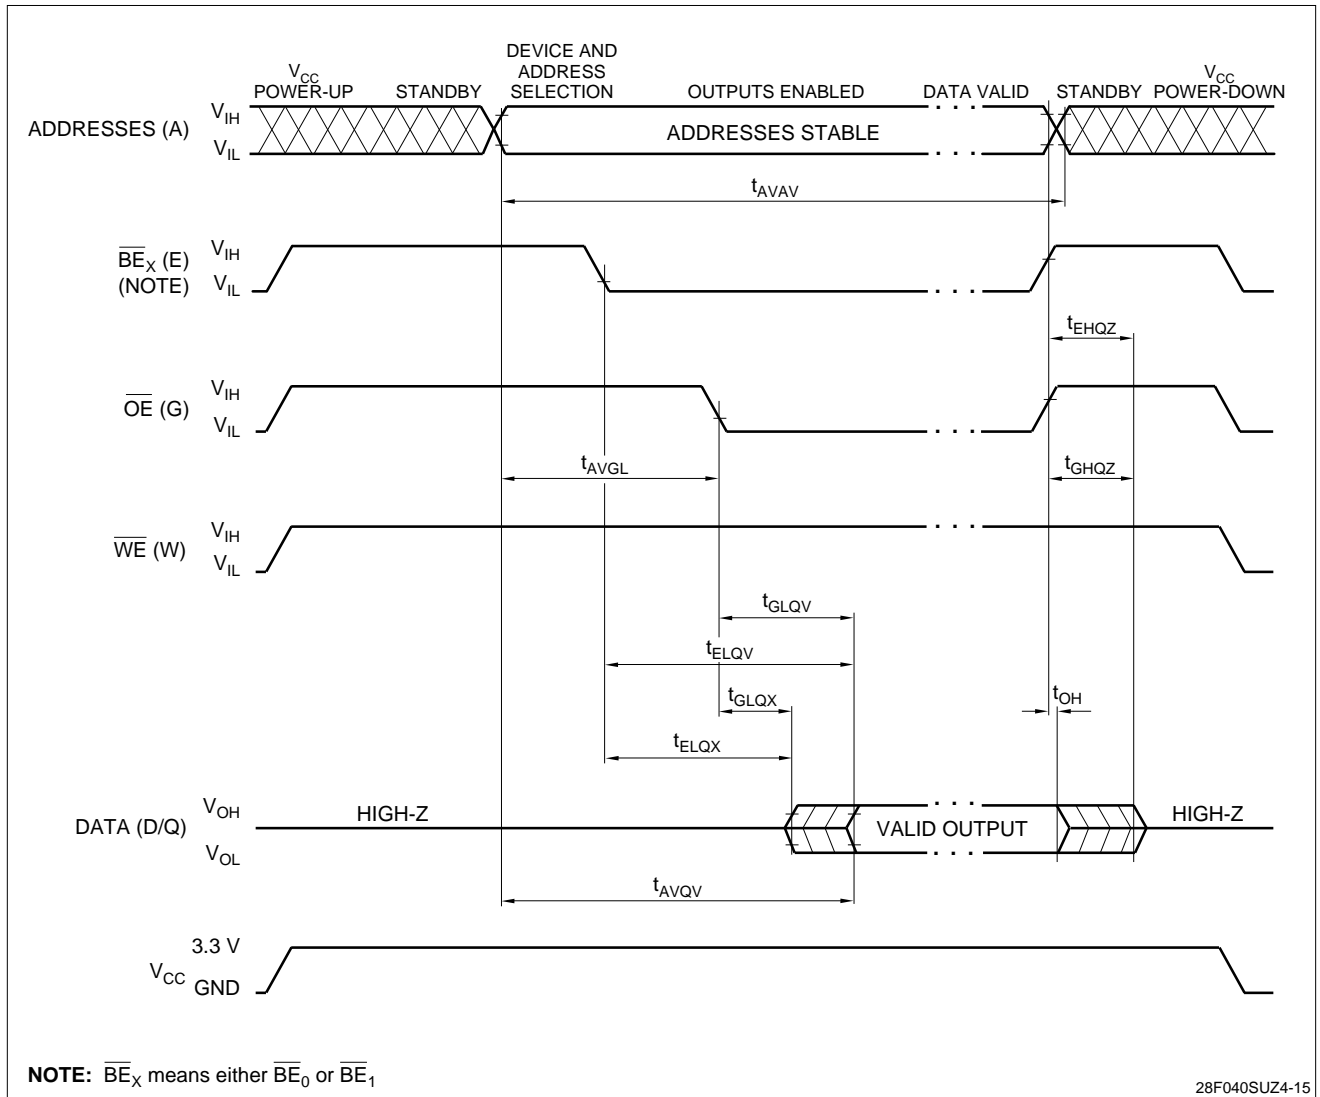 DEVICE AND
ADDRESS
SELECTION
VCC
POWER-UP
STANDBY
OUTPUTS ENABLED
DATA VALID
STANDBY
VCC
POWER-DOWN
ADDRESSES (A)
VIH
VIL
ADDRESSES STABLE
tAVAV
BEX (E)
(NOTE)
VIH
VIL
tEHQZ
OE (G)
VIH
VIL
tAVGL
tGHQZ
WE (W)
VIH
VIL
tGLQV
tELQV
tGLQX
tOH
tELQX
DATA (D/Q)
VOH
VOL
HIGH-Z
VALID OUTPUT
HIGH-Z
tAVQV
3.3 V
VCC
GND
NOTE: BEX means either BE0 or BE1
28F040SUZ4-15